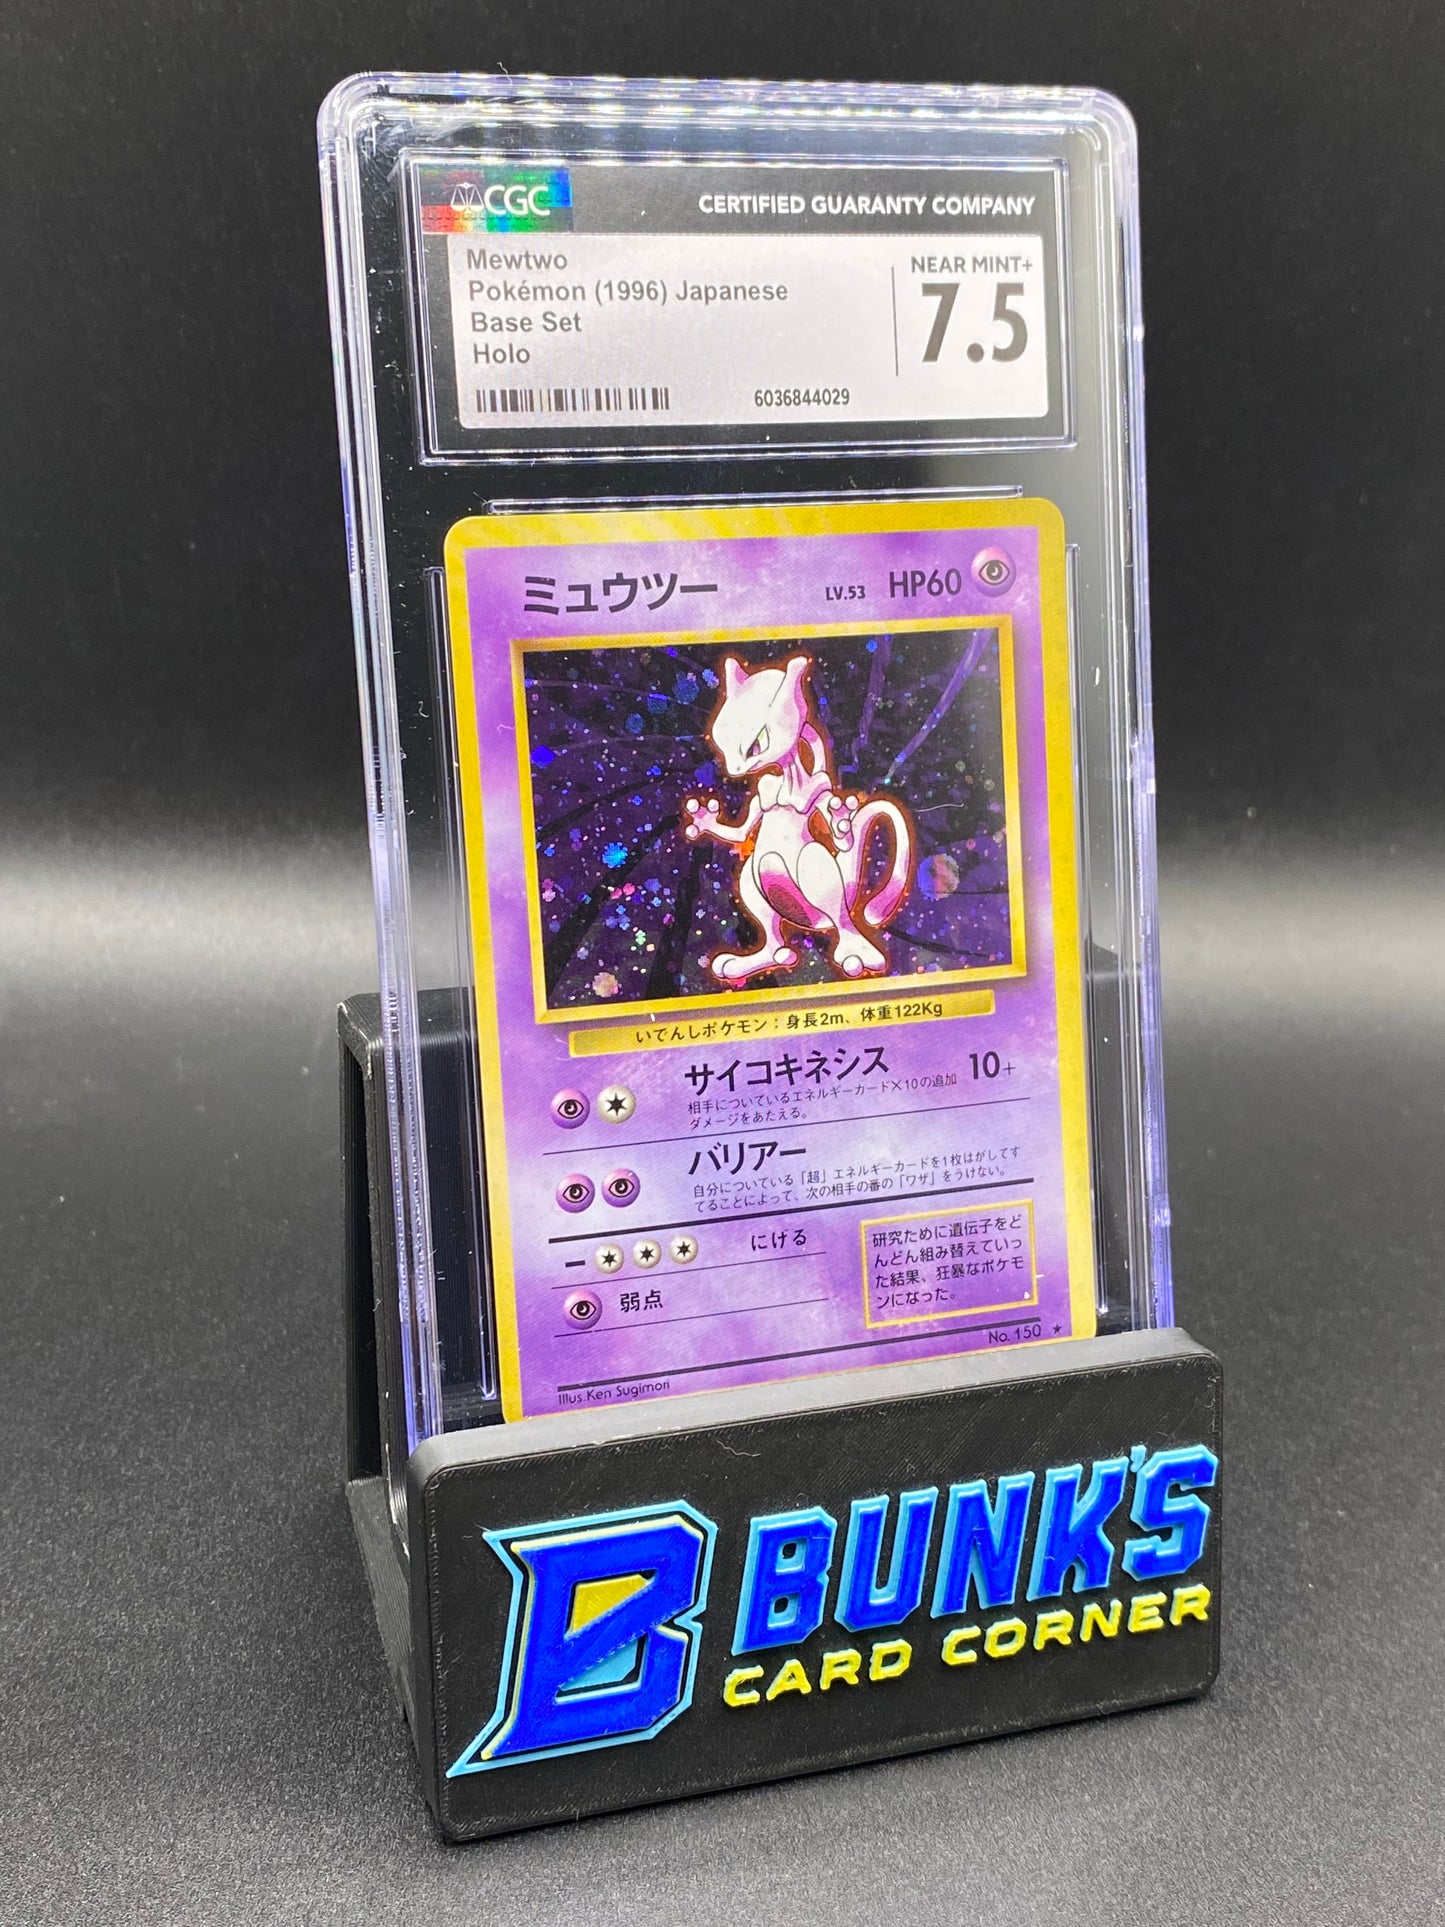 CGC
CERTIFIED GUARANTY COMPANY
Mewtwo
Pokémon (1996) Japanese
Base Set
Holo
NEAR MINT+
7.5
6036844029
ミュウツー LV.53 HP60
いでんしポケモン：身長2m、体重122Kg
サイコキネシス 10+
相手についているエネルギーカード×10の追加
ダメージをあたえる。
バリアー
自分についている「超」エネルギーカードを1枚はがしてす
てることによって、次の相手の番の「ワザ」をうけない。
ー にげる
弱点
研究ために遺伝子をど
んどん組み替えていっ
た結果、狂暴なポケモ
ンになった。
No. 150 ★
Illus.Ken Sugimori
B BUNK'S
CARD CORNER